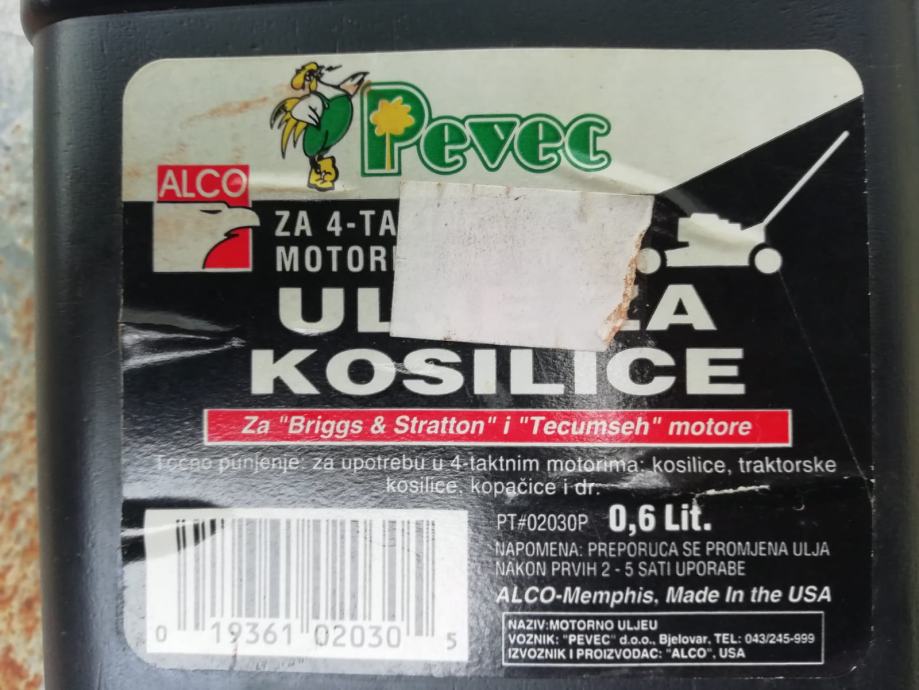 Pevec
ALCO
ZA 4-TA
MOTORI
UL ZA
KOSILICE
Za "Briggs & Stratton" i "Tecumseh" motore
Točno punjenje: za upotrebu u 4-taktnim motorima: kosilice, traktorske
kosilice, kopačice i dr.
PT#02030P 0,6 Lit.
NAPOMENA: PREPORUCA SE PROMJENA ULJA
NAKON PRVIH 2 - 5 SATI UPORABE
ALCO-Memphis, Made In the USA
NAZIV:MOTORNO ULJEU
VOZNIK: "PEVEC" d.o.o., Bjelovar, TEL: 043/245-999
IZVOZNIK I PROIZVODAC: "ALCO", USA
0 19361 02030 5